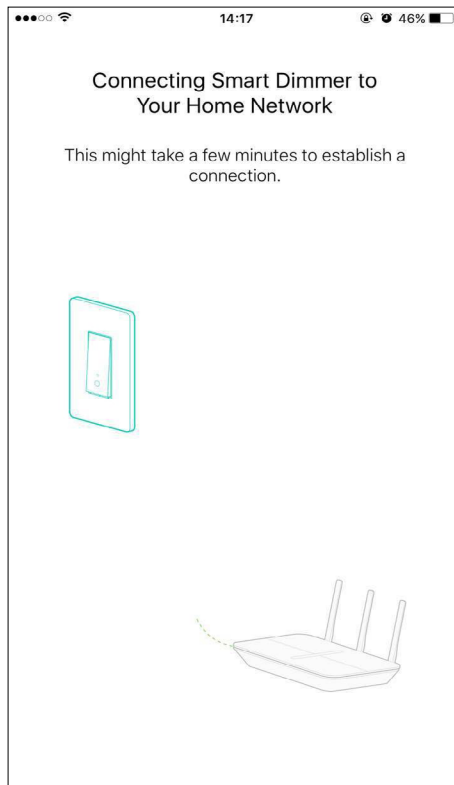 14:17
46%
Connecting Smart Dimmer to
Your Home Network
This might take a few minutes to establish a
connection.